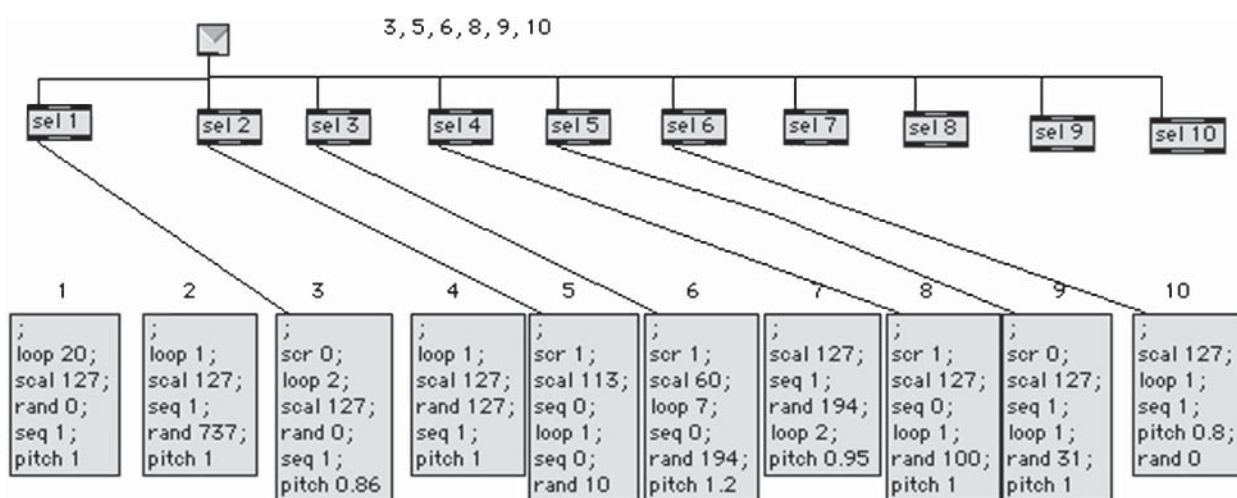 3, 5, 6, 8, 9, 10
sel 1
sel 2
sel 3
sel 4
sel 5
sel 6
sel 7
sel 8
sel 9
sel 10
1
;
loop 20;
scal 127;
rand 0;
seq 1;
pitch 1
2
;
loop 1;
scal 127;
seq 1;
rand 737;
pitch 1
3
;
scr 0;
loop 2;
scal 127;
rand 0;
seq 1;
pitch 0.86
4
;
loop 1;
scal 127;
rand 127;
seq 1;
pitch 1
5
;
scr 1;
scal 113;
seq 0;
loop 1;
seq 0;
rand 10
6
;
scr 1;
scal 60;
loop 7;
seq 0;
rand 194;
pitch 1.2
7
;
scal 127;
seq 1;
rand 194;
loop 2;
pitch 0.95
8
;
scr 1;
scal 127;
seq 0;
loop 1;
rand 100;
pitch 1
9
;
scr 0;
scal 127;
seq 1;
loop 1;
rand 31;
pitch 1
10
;
scal 127;
loop 1;
seq 1;
pitch 0.8;
rand 0